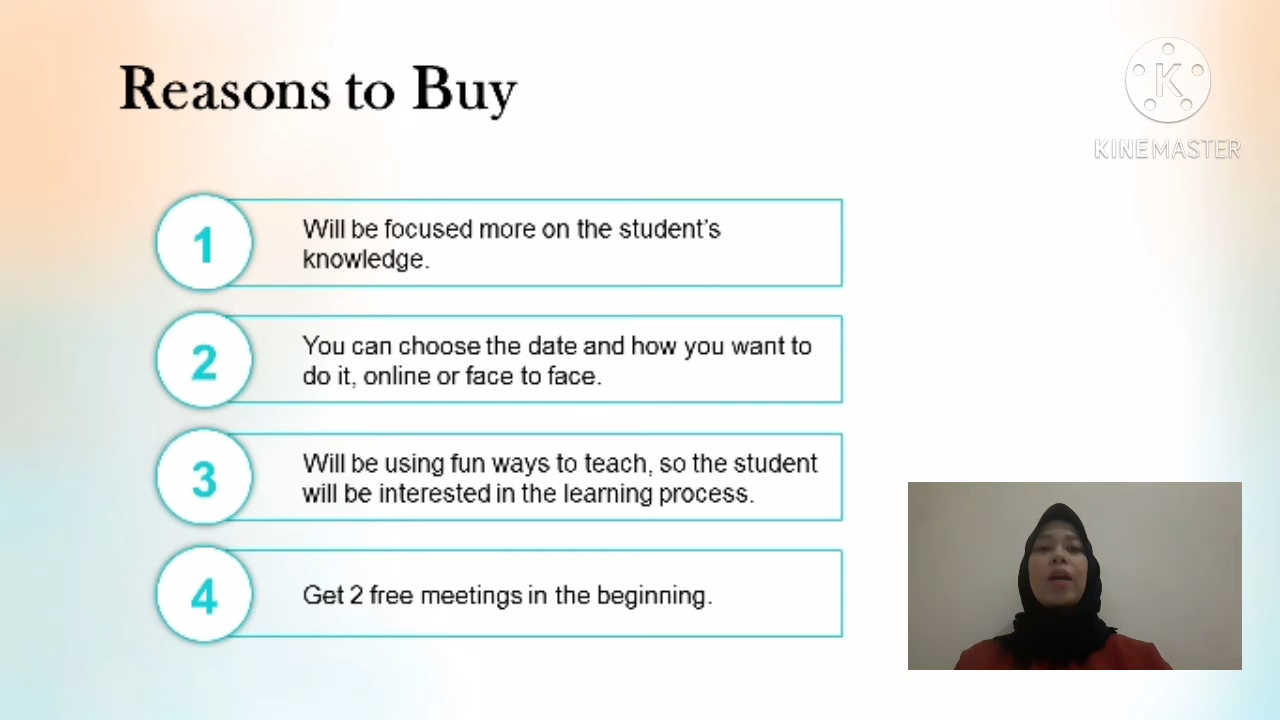 Reasons to Buy
K
KINEMASTER
1
Will be focused more on the student's
knowledge.
2
You can choose the date and how you want to
do it, online or face to face.
3
Will be using fun ways to teach, so the student
will be interested in the learning process.
4
Get 2 free meetings in the beginning.